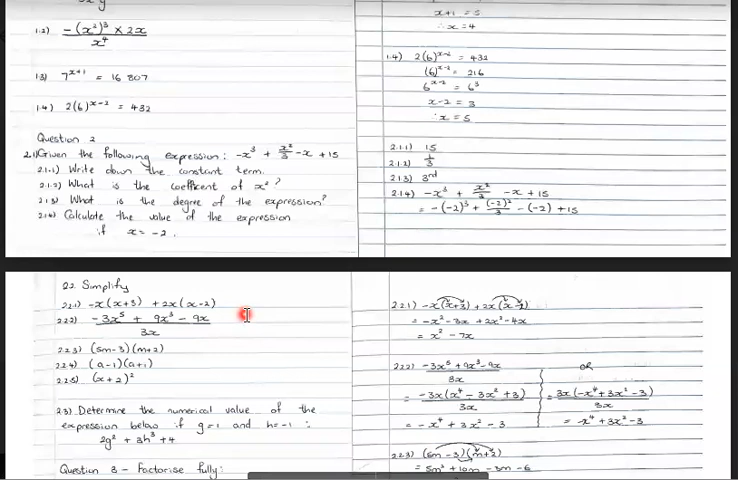 1.2) -(x²)³ × 2x / x⁴
1.3) 7^(x+1) = 16 807
1.4) 2(6)^(x-2) = 432
Question 2
2.1) Given the following expression: -x³ + x²/3 - x + 15
2.1.1) Write down the constant term.
2.1.2) What is the coefficent of x²?
2.1.3) What is the degree of the expression?
2.1.4) Calculate the value of the expression
if x = -2.
x+1 = 5
∴x = 4
1.4) 2(6)^(x-2) = 432
(6)^(x-2) = 216
6^(x-2) = 6³
x-2 = 3
∴x = 5
2.1.1) 15
2.1.2) 1/3
2.1.3) 3rd
2.1.4) -x³ + x²/3 - x + 15
= -(-2)³ + (-2)²/3 - (-2) + 15
2.2. Simplify
2.2.1) -x(x+3) + 2x(x-2)
2.2.2) -3x⁵ + 9x³ - 9x / 3x
2.2.3) (5m-3)(m+2)
2.2.4) (a-1)(a+1)
2.2.5) (x+2)²
2.3) Determine the numerical value of the
expression below if g=1 and h=-1 :
2g² + 3h³ + 4
Question 3 - Factorise fully:
2.2.1) -x(x+3) + 2x(x-2)
= -x² - 3x + 2x² - 4x
= x² - 7x
2.2.2) -3x⁵ + 9x³ - 9x / 3x
= -3x(x⁴ - 3x² + 3) / 3x
= -x⁴ + 3x² - 3
OR
= 3x(-x⁴ + 3x² - 3) / 3x
= -x⁴ + 3x² - 3
2.2.3) (5m-3)(m+2)
= 5m² + 10m - 3m - 6